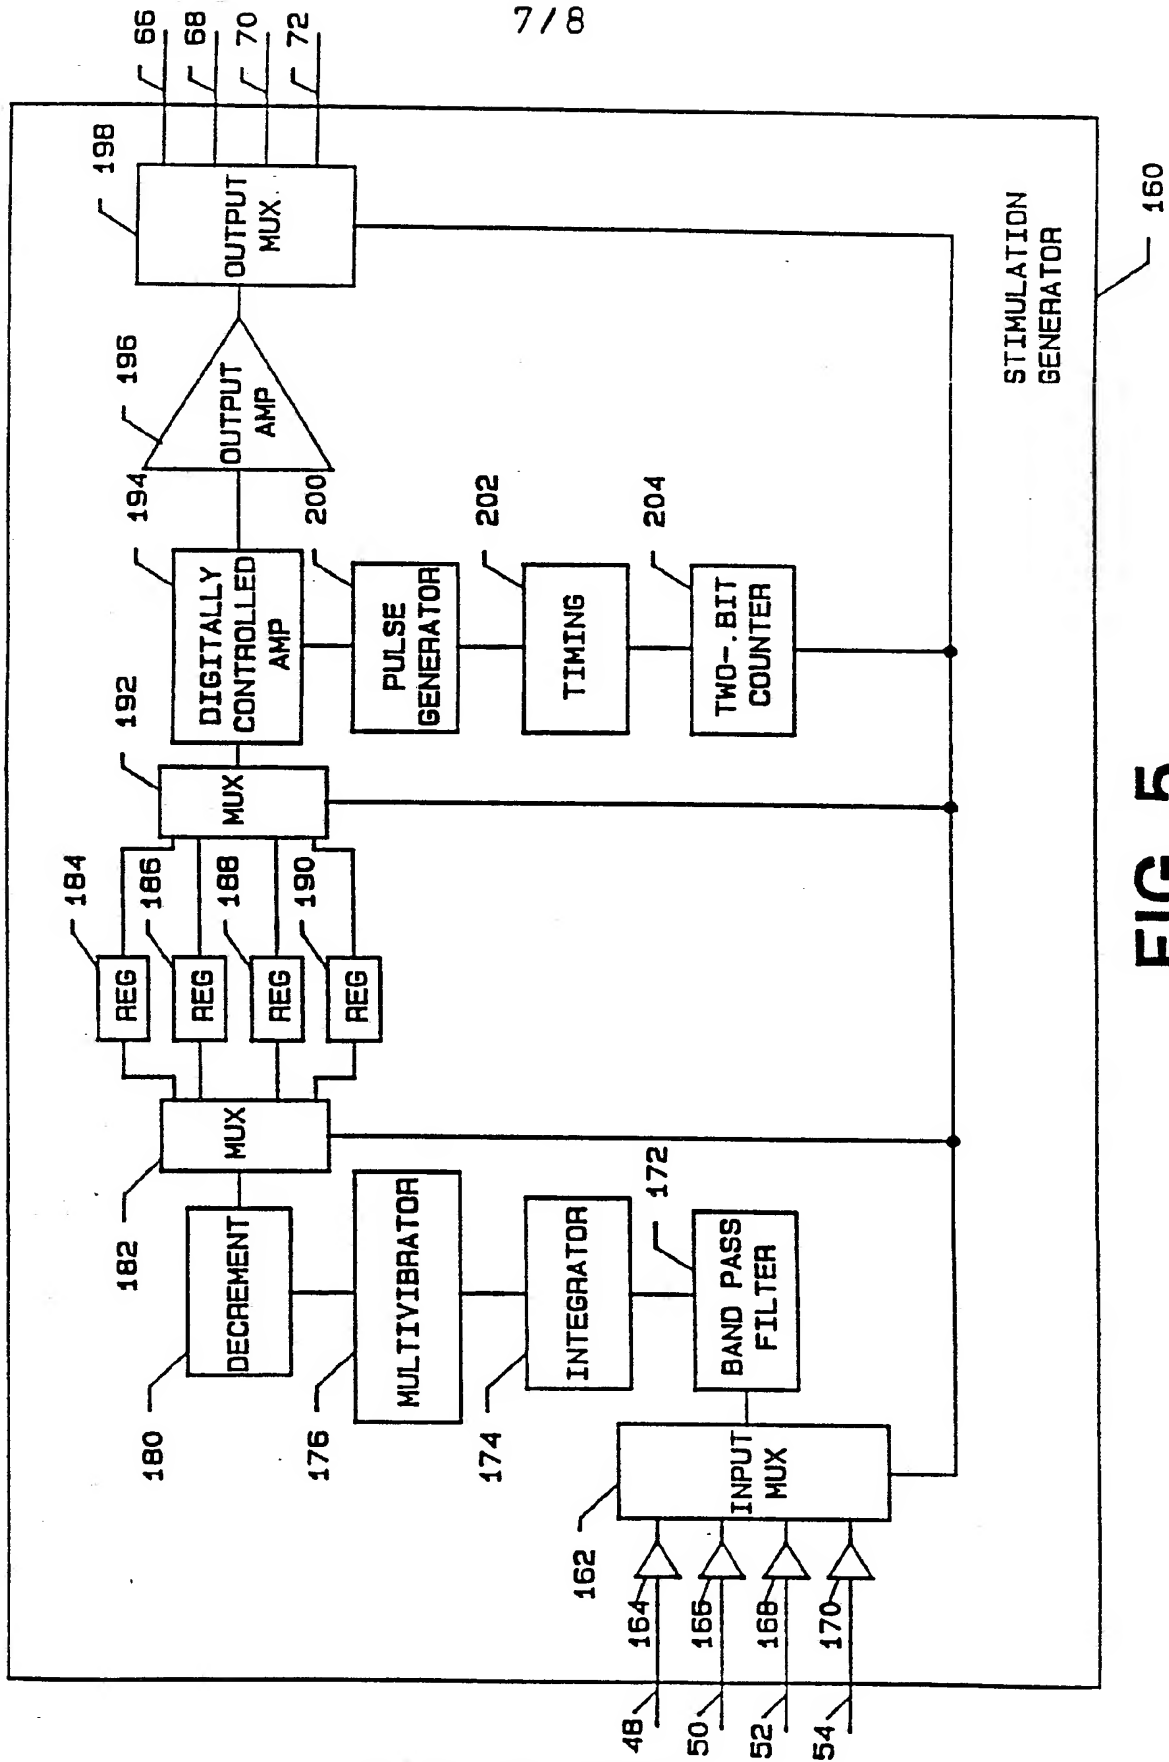 7/8
66
68
70
72
198
OUTPUT
MUX.
196
OUTPUT
AMP
194
DIGITALLY
CONTROLLED
AMP
200
PULSE
GENERATOR
202
TIMING
204
TWO-.BIT
COUNTER
192
MUX
184
REG
186
REG
188
REG
190
REG
182
MUX
180
DECREMENT
176
MULTIVIBRATOR
174
INTEGRATOR
172
BAND PASS
FILTER
162
INPUT
MUX
164
166
168
170
48
50
52
54
STIMULATION
GENERATOR
160
FIG. 5